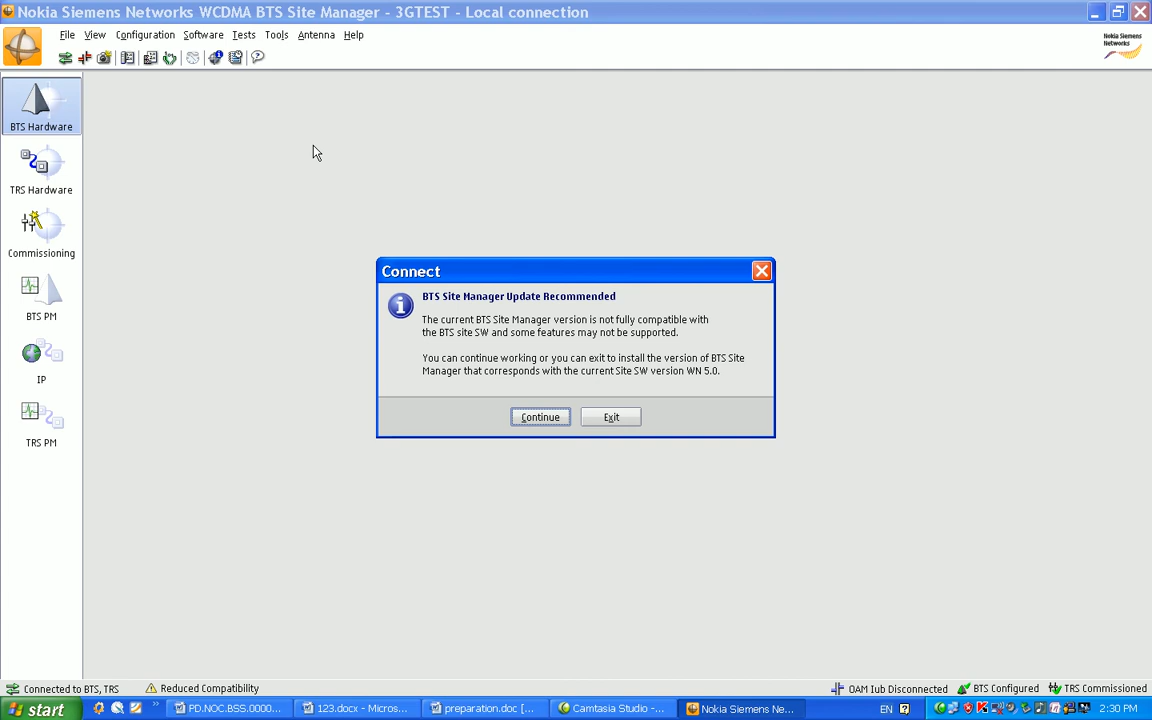 Nokia Siemens Networks WCDMA BTS Site Manager - 3GTEST - Local connection
File View Configuration Software Tests Tools Antenna Help
Nokia Siemens
Networks
BTS Hardware
TRS Hardware
Commissioning
BTS PM
IP
TRS PM
Connect
BTS Site Manager Update Recommended
The current BTS Site Manager version is not fully compatible with
the BTS site SW and some features may not be supported.
You can continue working or you can exit to install the version of BTS Site
Manager that corresponds with the current Site SW version WN 5.0.
Continue Exit
Connected to BTS, TRS Reduced Compatibility OAM Iub Disconnected BTS Configured TRS Commissioned
start PD.NOC.BSS.0000... 123.docx - Micros... preparation.doc [... Camtasia Studio -... Nokia Siemens Ne... EN 2:30 PM